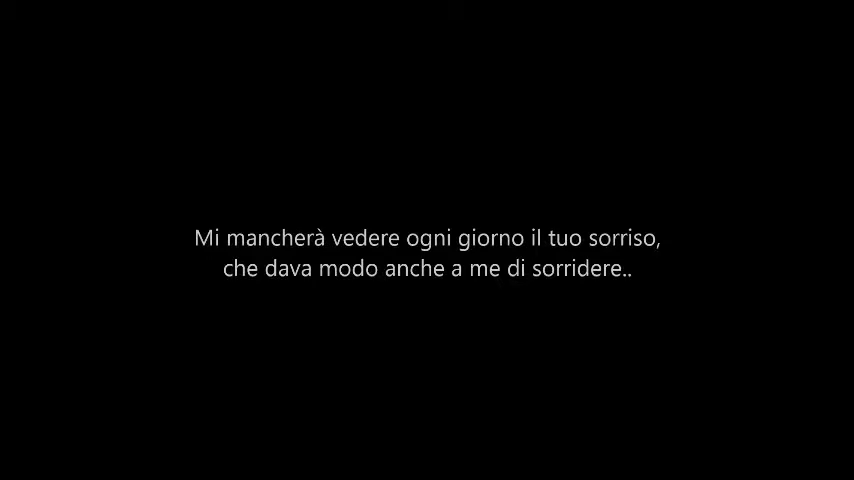 Mi mancherà vedere ogni giorno il tuo sorriso,
che dava modo anche a me di sorridere..